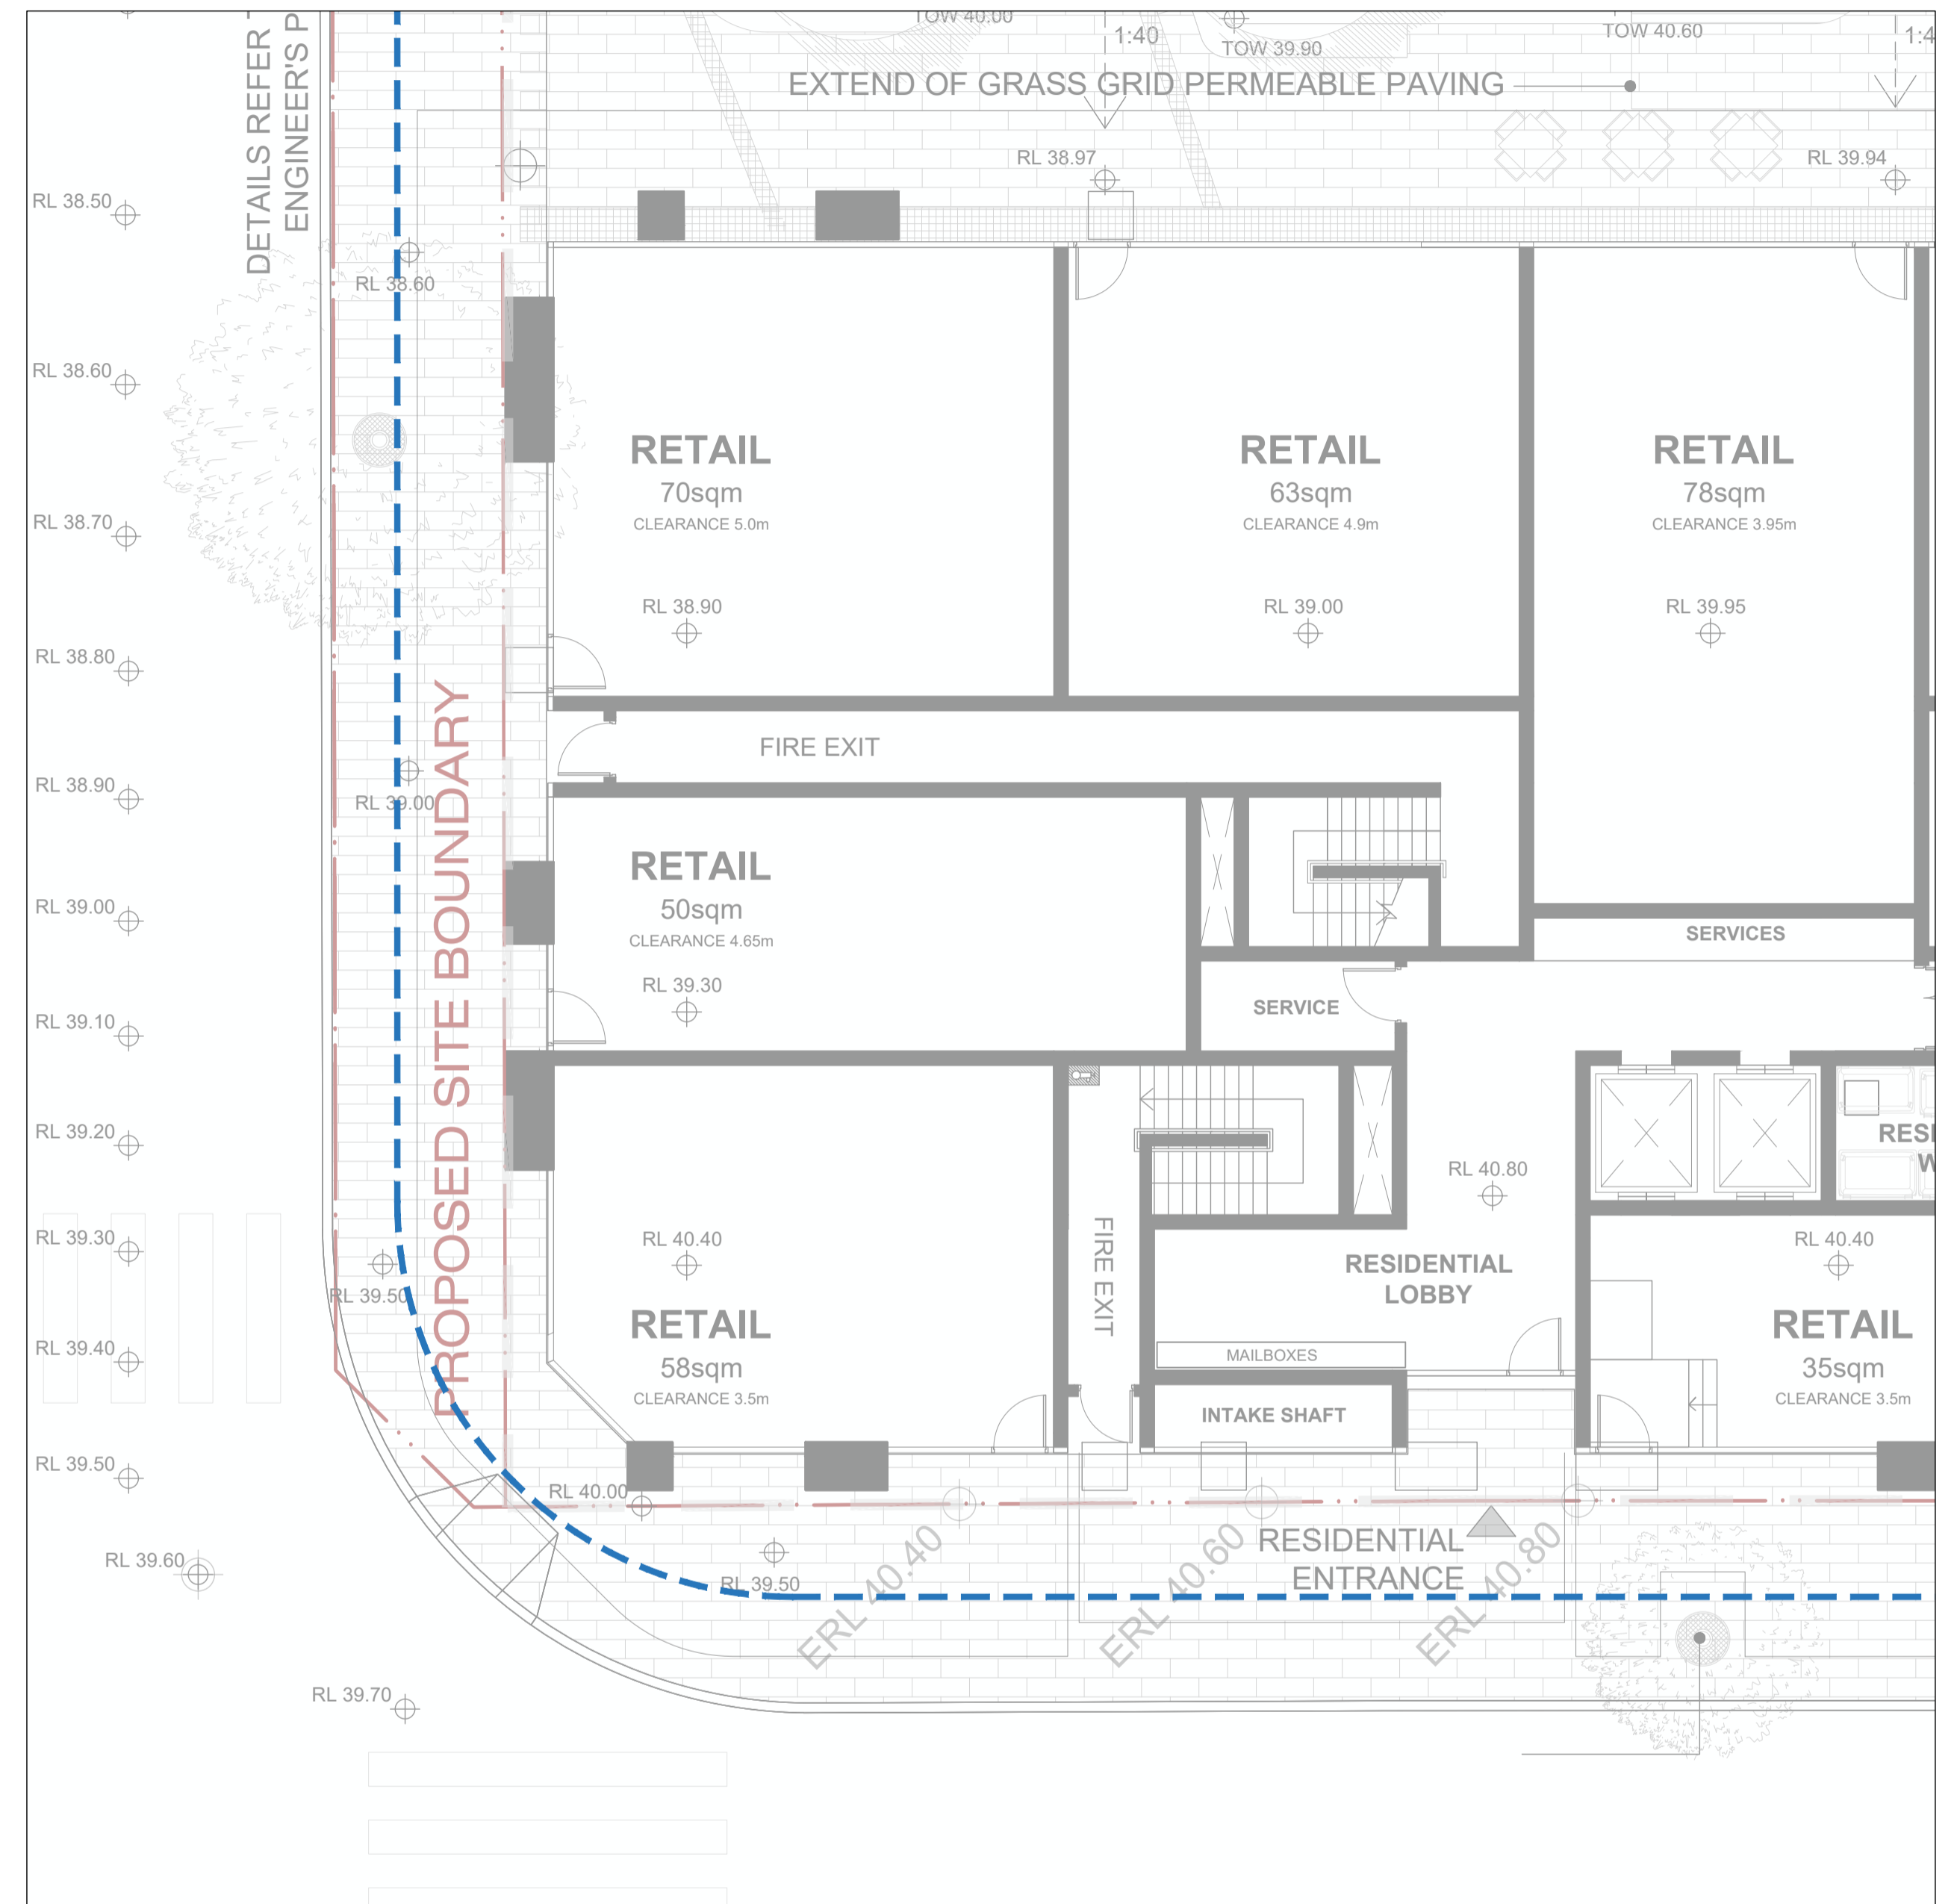 DETAILS REFER
ENGINEER'S P
TOW 40.00
1:40
TOW 39.90
TOW 40.60
EXTEND OF GRASS GRID PERMEABLE PAVING
RL 38.97
RL 39.94
RL 38.50
RL 38.60
RL 38.60
RL 38.70
RL 38.80
RL 38.90
RL 39.00
RL 39.10
RL 39.20
RL 39.30
RL 39.40
RL 39.50
RL 39.60
RL 39.70
RL 39.00
RL 39.50
PROPOSED SITE BOUNDARY
RETAIL
70sqm
CLEARANCE 5.0m
RL 38.90
RETAIL
63sqm
CLEARANCE 4.9m
RL 39.00
RETAIL
78sqm
CLEARANCE 3.95m
RL 39.95
FIRE EXIT
RETAIL
50sqm
CLEARANCE 4.65m
RL 39.30
SERVICES
SERVICE
RL 40.40
RETAIL
58sqm
CLEARANCE 3.5m
FIRE EXIT
RL 40.80
RESIDENTIAL
LOBBY
MAILBOXES
INTAKE SHAFT
RESI
W
RL 40.40
RETAIL
35sqm
CLEARANCE 3.5m
RL 40.00
RL 39.50
ERL 40.40
ERL 40.60
ERL 40.80
RESIDENTIAL
ENTRANCE